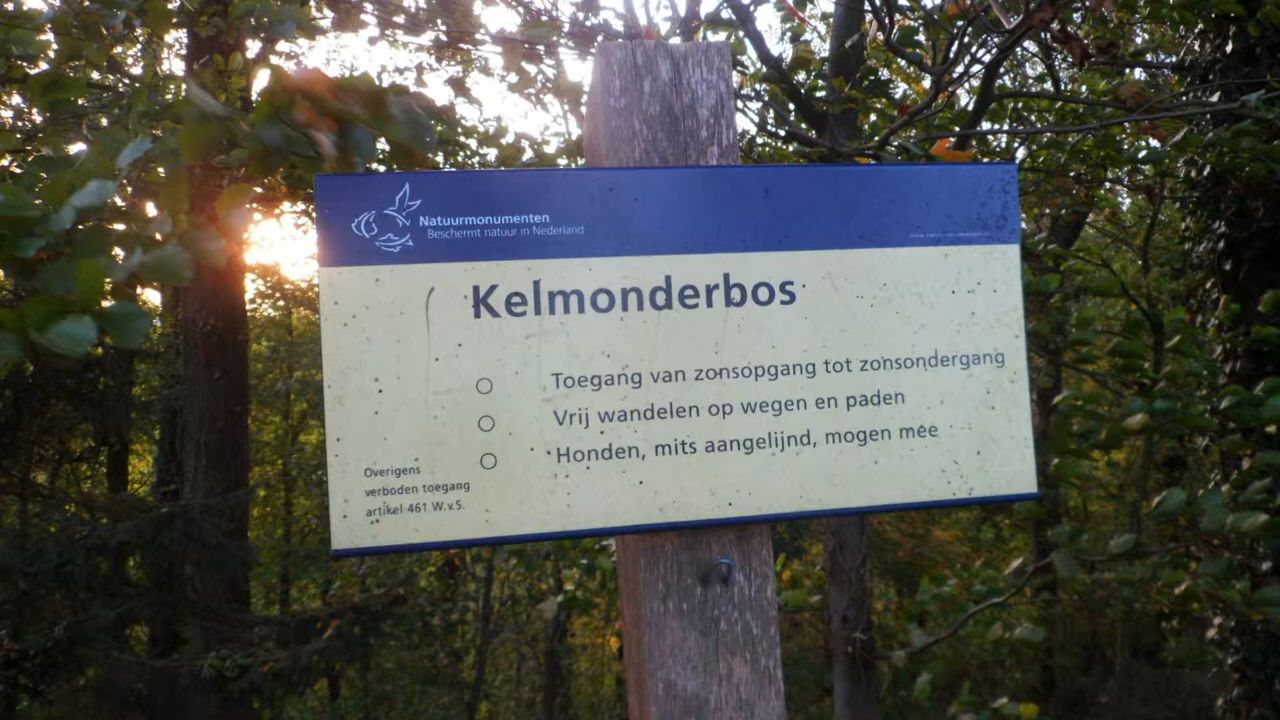 Natuurmonumenten
Beschermt natuur in Nederland
Kelmonderbos
Toegang van zonsopgang tot zonsondergang
Vrij wandelen op wegen en paden
Honden, mits aangelijnd, mogen mee
Overigens
verboden toegang
artikel 461 W.v.S.